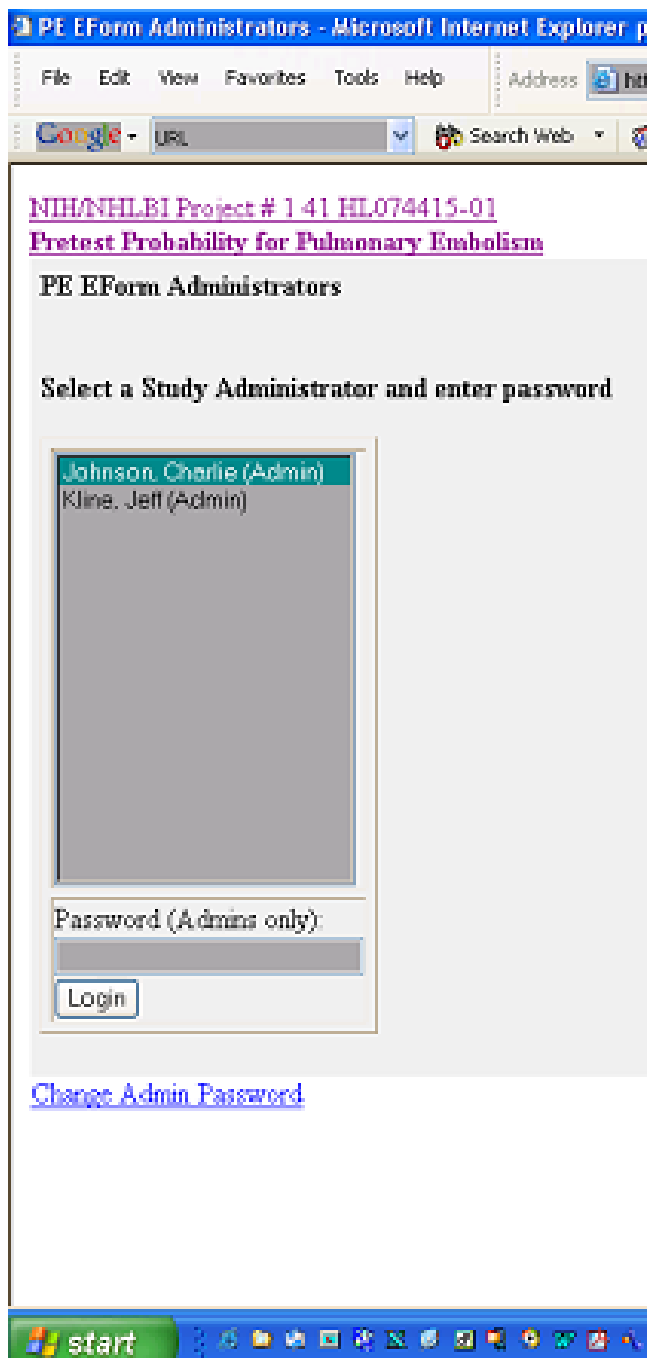 PE EForm Administrators - Microsoft Internet Explorer p
File Edit View Favorites Tools Help Address
Google URL Search Web
NIH/NHLBI Project # 1 41 HL074415-01
Pretest Probability for Pulmonary Embolism
PE EForm Administrators
Select a Study Administrator and enter password
Johnson, Charlie (Admin)
Kline, Jeff (Admin)
Password (Admins only):
Login
Change Admin Password
start